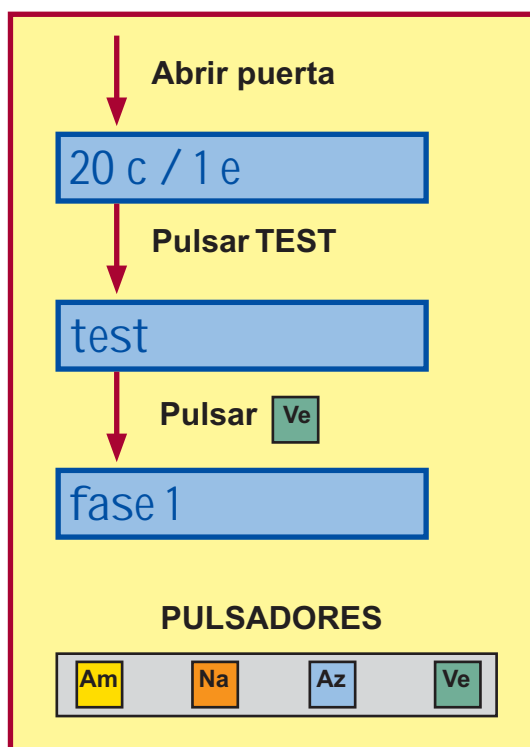 Abrir puerta
20 c / 1 e
Pulsar TEST
test
Pulsar Ve
fase 1
PULSADORES
Am Na Az Ve